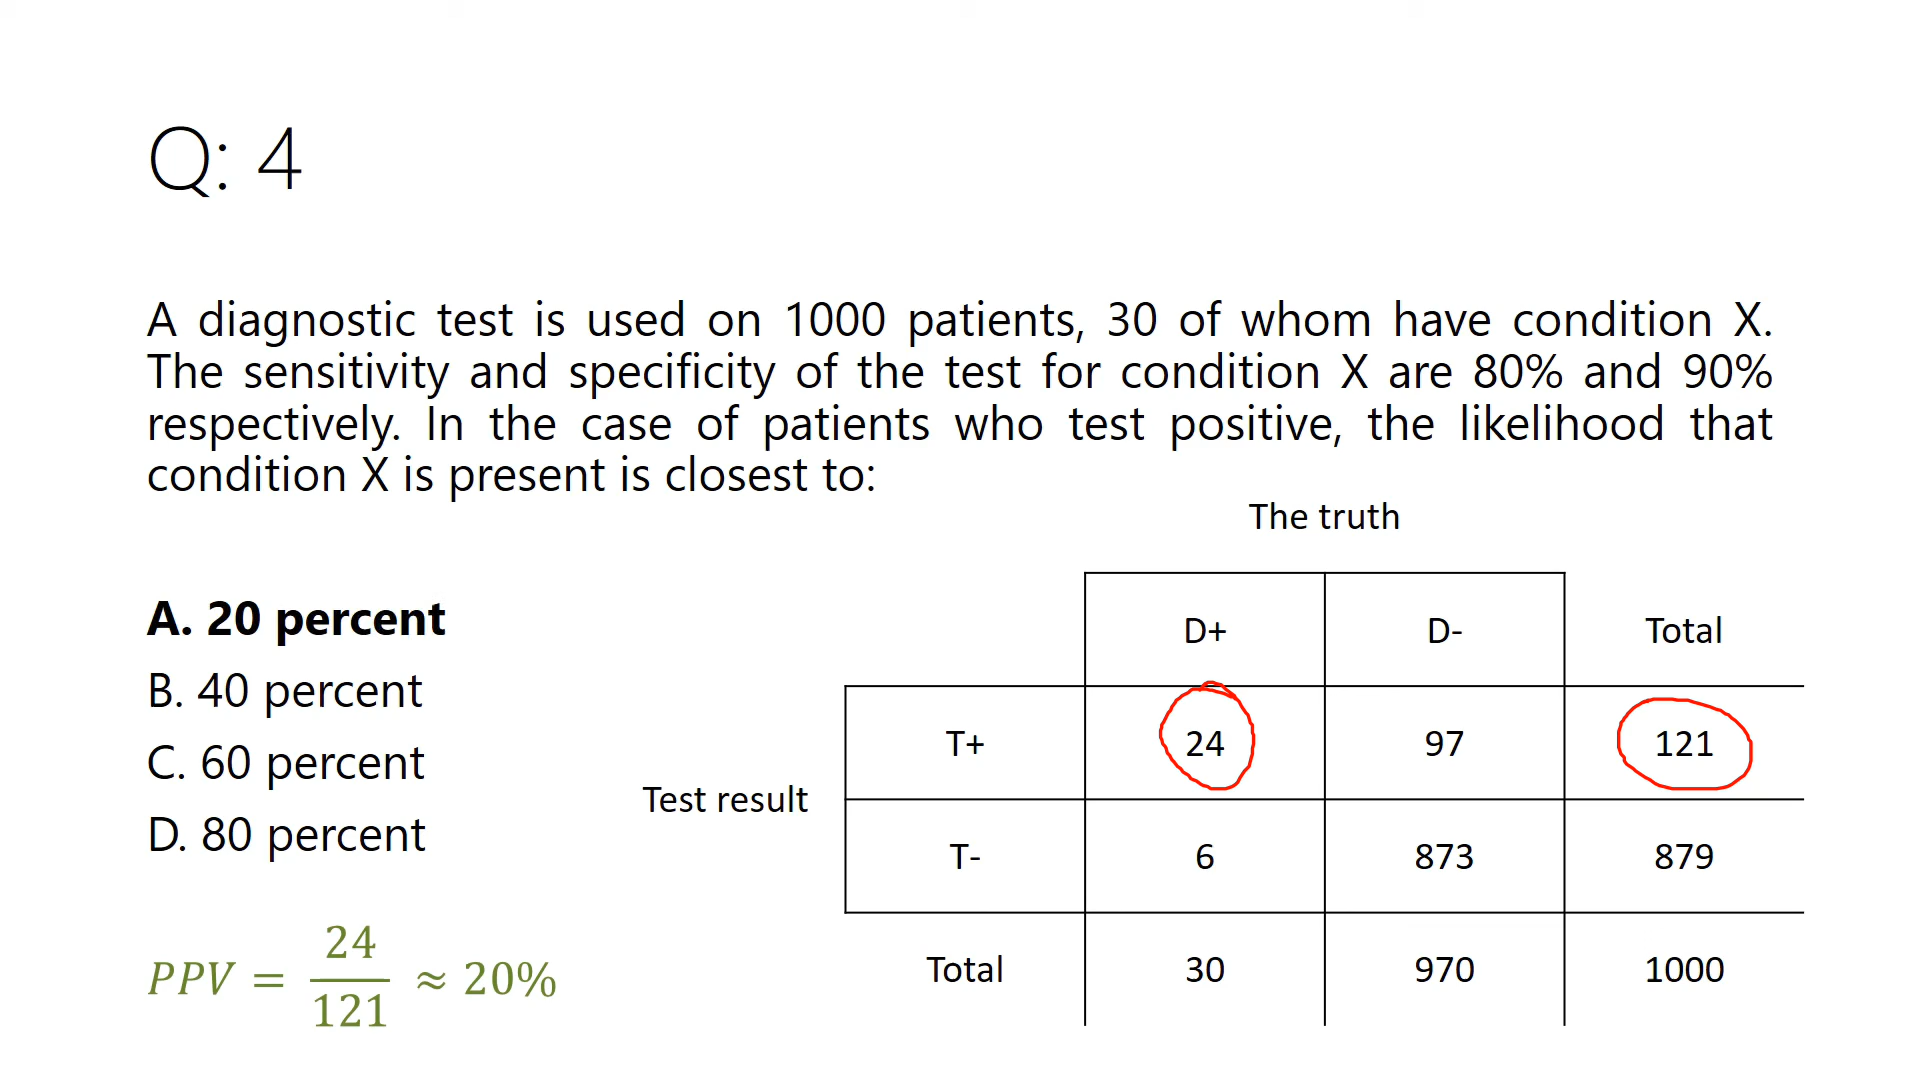 Q: 4
A diagnostic test is used on 1000 patients, 30 of whom have condition X.
The sensitivity and specificity of the test for condition X are 80% and 90%
respectively. In the case of patients who test positive, the likelihood that
condition X is present is closest to:
A. 20 percent
B. 40 percent
C. 60 percent
D. 80 percent
PPV = 24/121 ≈ 20%
The truth
D+ D- Total
Test result
T+ 24 97 121
T- 6 873 879
Total 30 970 1000